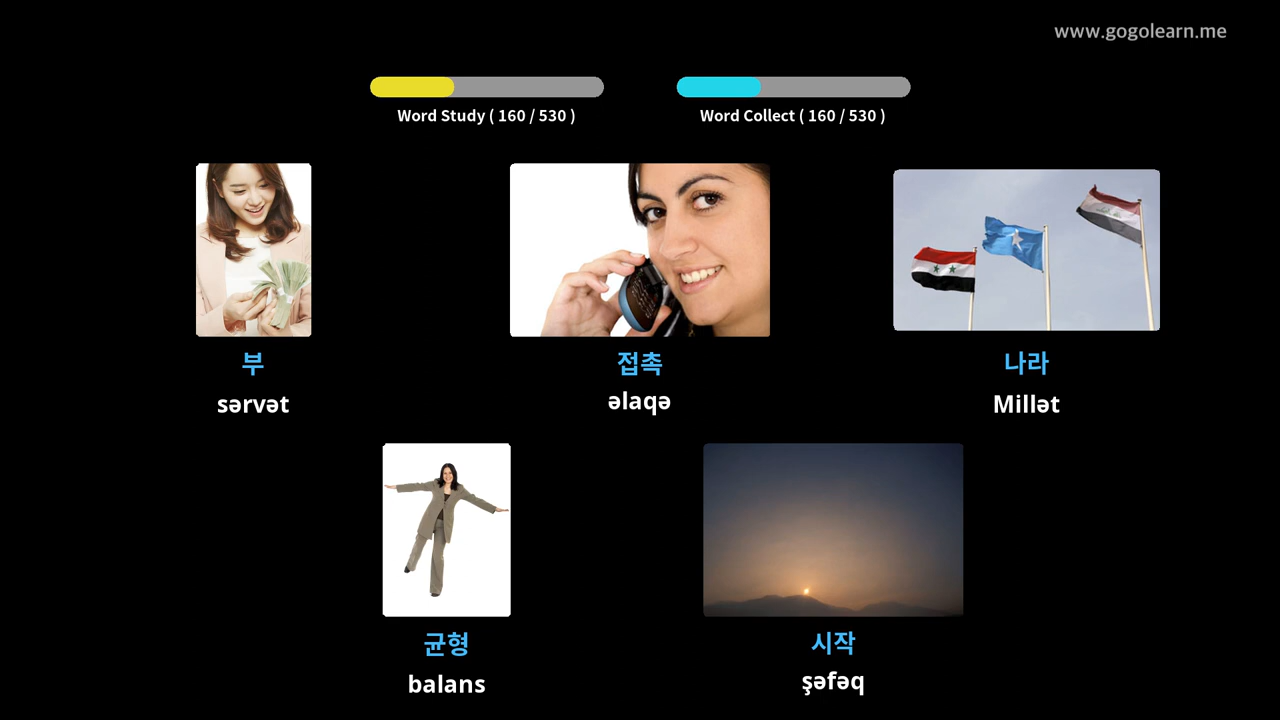 www.gogolearn.me
Word Study ( 160 / 530 )
Word Collect ( 160 / 530 )
부
sərvət
접촉
əlaqə
나라
Millət
균형
balans
시작
şəfəq